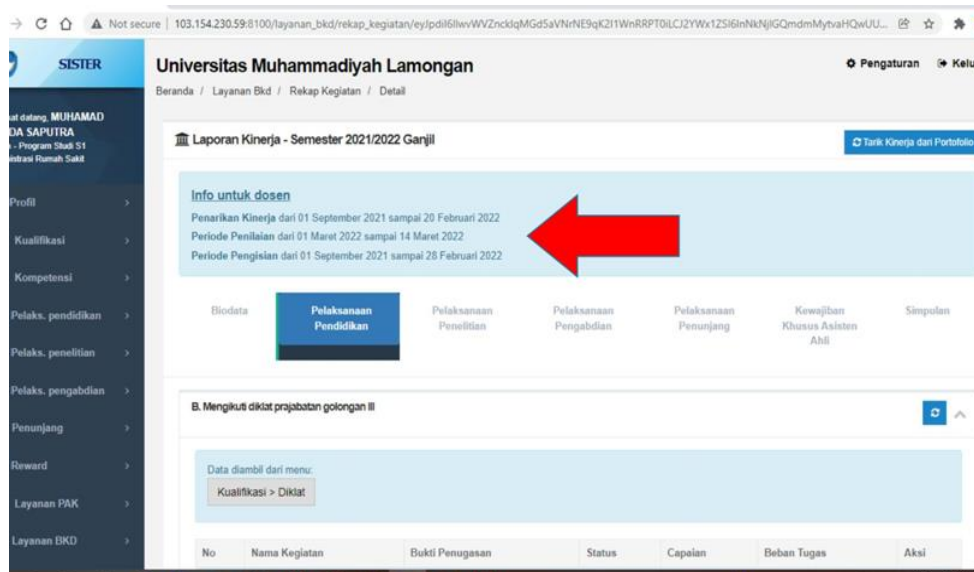 Not secure | 103.154.230.59:8100/layanan_bkd/rekap_kegiatan/
SISTER
Universitas Muhammadiyah Lamongan
Pengaturan
Beranda / Layanan Bkd / Rekap Kegiatan / Detail
datang, MUHAMAD
SAPUTRA
- Program Studi S1
Rumah Sakit
Laporan Kinerja - Semester 2021/2022 Ganjil
Tarik Kinerja dari Portofolio
Info untuk dosen
Penarikan Kinerja dari 01 September 2021 sampai 20 Februari 2022
Periode Penilaian dari 01 Maret 2022 sampai 14 Maret 2022
Periode Pengisian dari 01 September 2021 sampai 28 Februari 2022
Profil
Kualifikasi
Kompetensi
Pelaks. pendidikan
Pelaks. penelitian
Pelaks. pengabdian
Penunjang
Reward
Layanan PAK
Layanan BKD
Biodata
Pelaksanaan
Pendidikan
Pelaksanaan
Penelitian
Pelaksanaan
Pengabdian
Pelaksanaan
Penunjang
Kewajiban
Khusus Asisten
Ahli
Simpulan
B. Mengikuti diklat prajabatan golongan III
Data diambil dari menu:
Kualifikasi > Diklat
No Nama Kegiatan Bukti Penugasan Status Capaian Beban Tugas Aksi